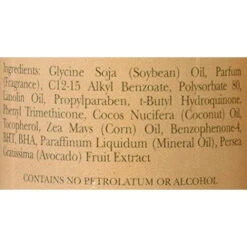 Ingredients: Glycine Soja (Soybean) Oil, Parfum
(Fragrance), C12-15 Alkyl Benzoate, Polysorbate 80,
Lanolin Oil, Propylparaben, t-Butyl Hydroquinone,
Phenyl Trimethicone, Cocos Nucifera (Coconut) Oil,
Tocopherol, Zea Mays (Corn) Oil, Benzophenone-4,
BHT, BHA, Paraffinum Liquidum (Mineral Oil), Persea
Gratissima (Avocado) Fruit Extract
CONTAINS NO PETROLATUM OR ALCOHOL